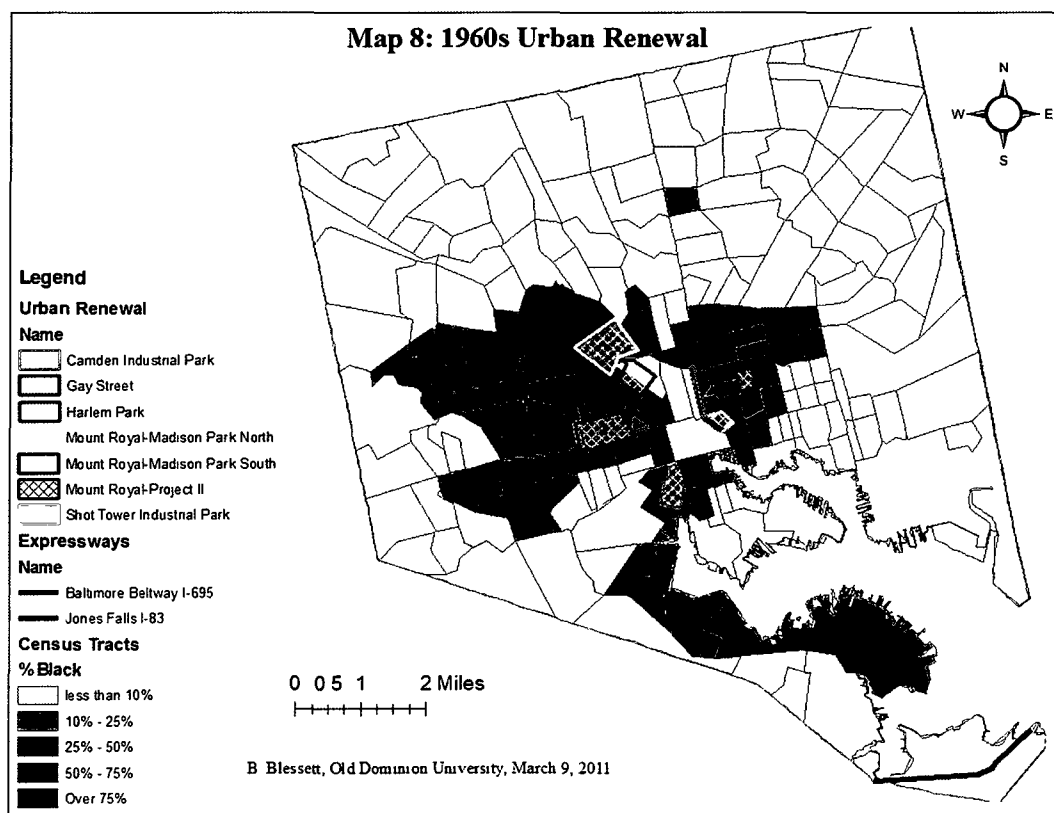 Map 8: 1960s Urban Renewal
N
W
E
S
Legend
Urban Renewal
Name
Camden Industrial Park
Gay Street
Harlem Park
Mount Royal-Madison Park North
Mount Royal-Madison Park South
Mount Royal-Project II
Shot Tower Industrial Park
Expressways
Name
Baltimore Beltway I-695
Jones Falls I-83
Census Tracts
% Black
less than 10%
10% - 25%
25% - 50%
50% - 75%
Over 75%
0 0 5 1 2 Miles
B Blessett, Old Dominion University, March 9, 2011